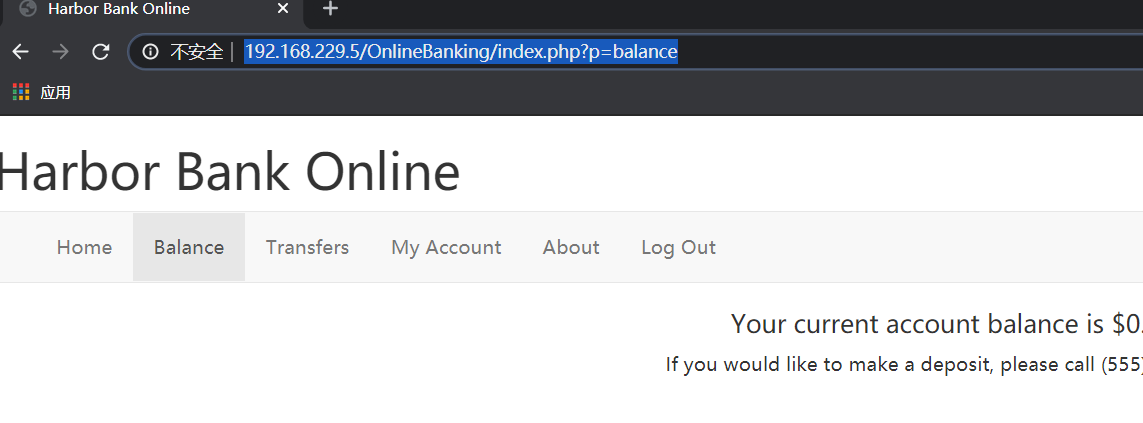 Harbor Bank Online
不安全 192.168.229.5/OnlineBanking/index.php?p=balance
应用
Harbor Bank Online
Home Balance Transfers My Account About Log Out
Your current account balance is $0.
If you would like to make a deposit, please call (555)